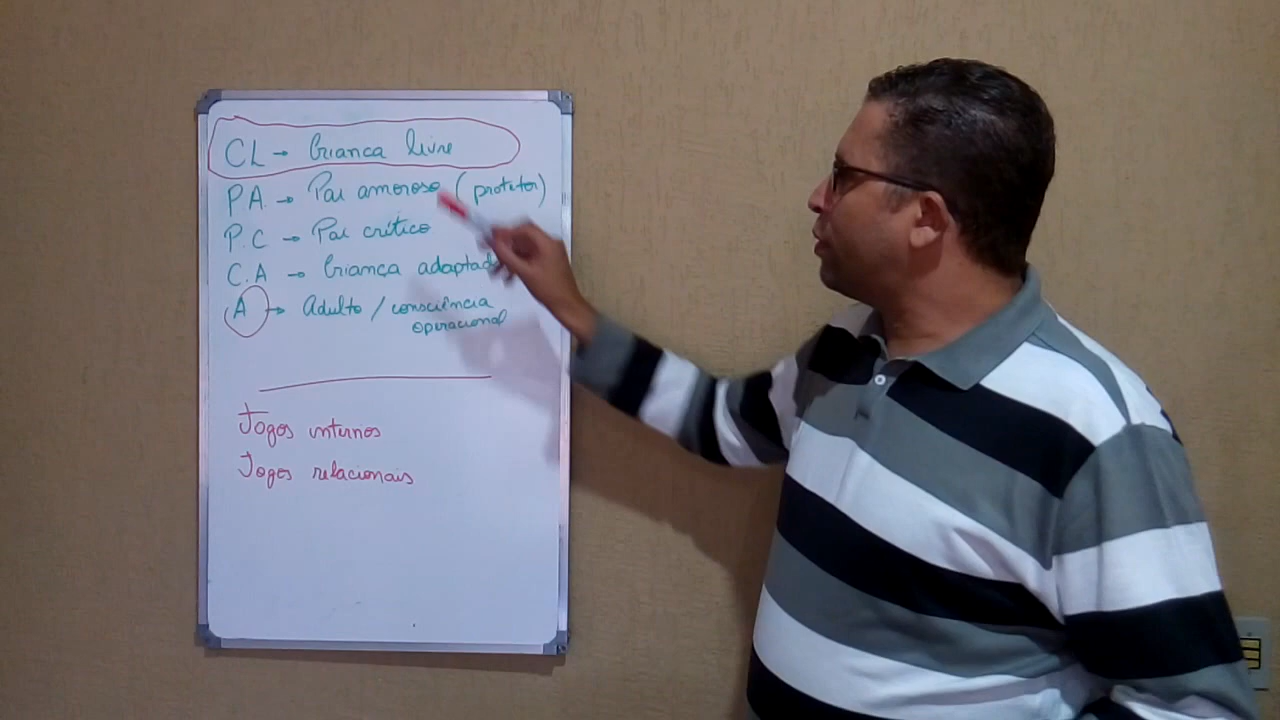 CL → Criança livre
PA. → Pai amoroso (protetor)
P.C → Pai crítico
C.A → Criança adaptada
A → Adulto / consciência
operacional
Jogos internos
Jogos relacionais